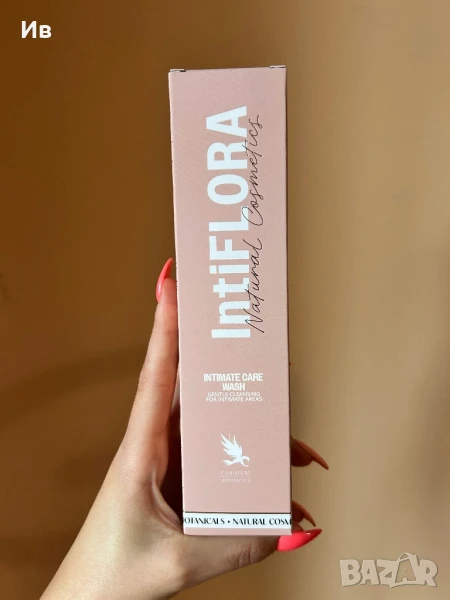 Ив
IntiFLORA
Natural Cosmetics
INTIMATE CARE
WASH
GENTLE CLEANSING
FOR INTIMATE AREAS
BOTANICALS • NATURAL COSM
BAZAR